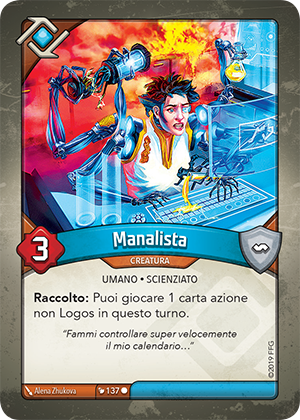 3
Manalista
CREATURA
UMANO • SCIENZIATO
Raccolto: Puoi giocare 1 carta azione
non Logos in questo turno.
“Fammi controllare super velocemente
il mio calendario…”
Alena Zhukova
137
©2019 FFG